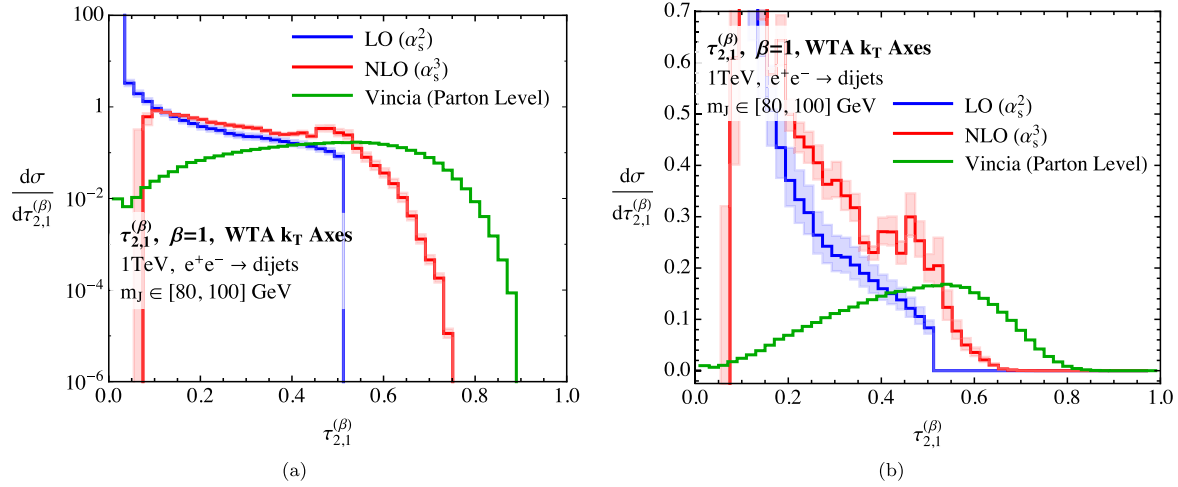 100
1
10⁻²
10⁻⁴
10⁻⁶
dσ
dτ₂,₁^(β)
LO (αₛ²)
NLO (αₛ³)
Vincia (Parton Level)
τ₂,₁^(β), β=1, WTA k_T Axes
1TeV, e⁺e⁻ → dijets
m_J ∈ [80, 100] GeV
0.0 0.2 0.4 0.6 0.8 1.0
τ₂,₁^(β)
(a)
0.7
0.6
0.5
0.4
0.3
0.2
0.1
0.0
dσ
dτ₂,₁^(β)
τ₂,₁^(β), β=1, WTA k_T Axes
1TeV, e⁺e⁻ → dijets
m_J ∈ [80, 100] GeV
LO (αₛ²)
NLO (αₛ³)
Vincia (Parton Level)
0.0 0.2 0.4 0.6 0.8 1.0
τ₂,₁^(β)
(b)